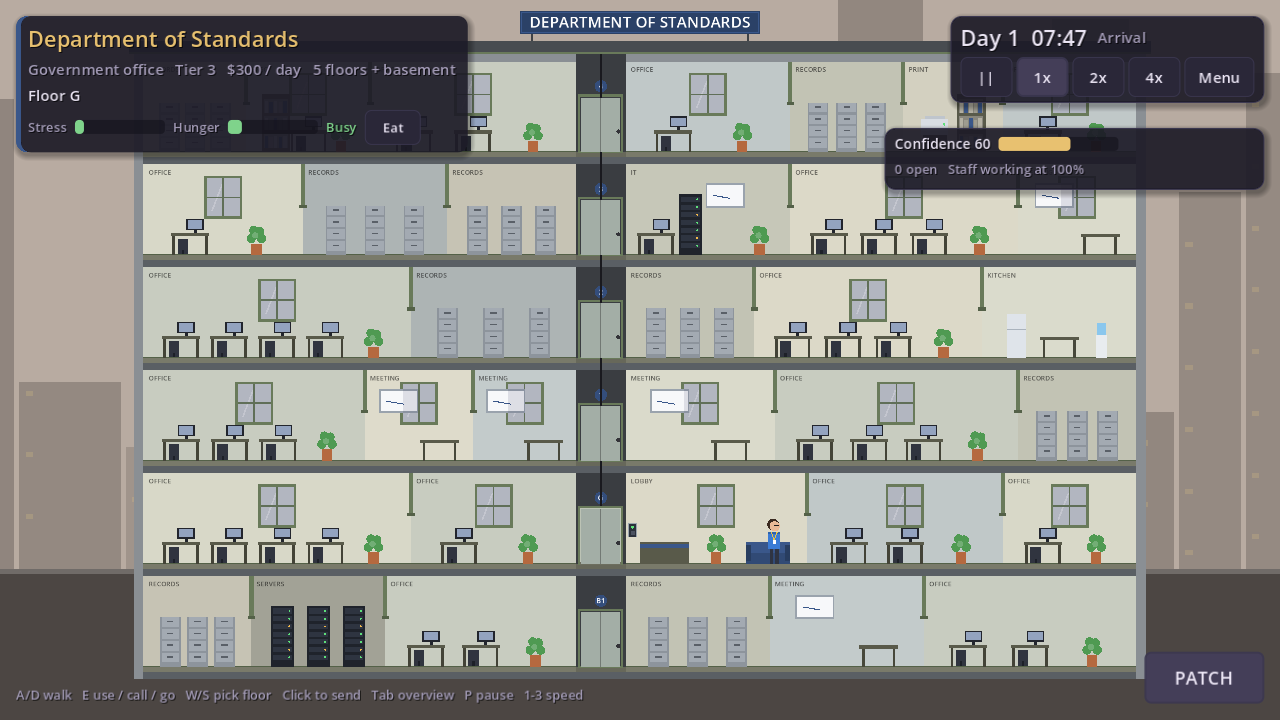 DEPARTMENT OF STANDARDS
Department of Standards
Government office Tier 3 $300 / day 5 floors + basement
Floor G
Stress Hunger Busy Eat
Day 1 07:47 Arrival
|| 1x 2x 4x Menu
Confidence 60
0 open Staff working at 100%
OFFICE RECORDS PRINT
OFFICE RECORDS RECORDS IT OFFICE
OFFICE RECORDS RECORDS OFFICE KITCHEN
OFFICE MEETING MEETING MEETING OFFICE RECORDS
OFFICE OFFICE G LOBBY OFFICE OFFICE
RECORDS SERVERS OFFICE B1 RECORDS MEETING OFFICE
PATCH
A/D walk E use / call / go W/S pick floor Click to send Tab overview P pause 1-3 speed